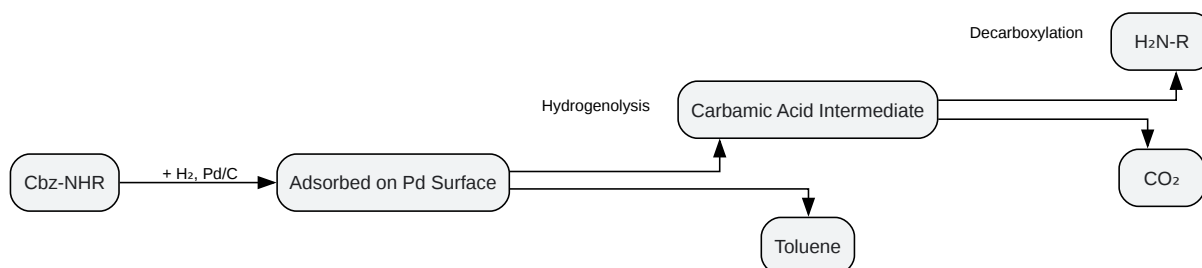 Decarboxylation
H₂N-R
Hydrogenolysis
Carbamic Acid Intermediate
Cbz-NHR
+ H₂, Pd/C
Adsorbed on Pd Surface
CO₂
Toluene